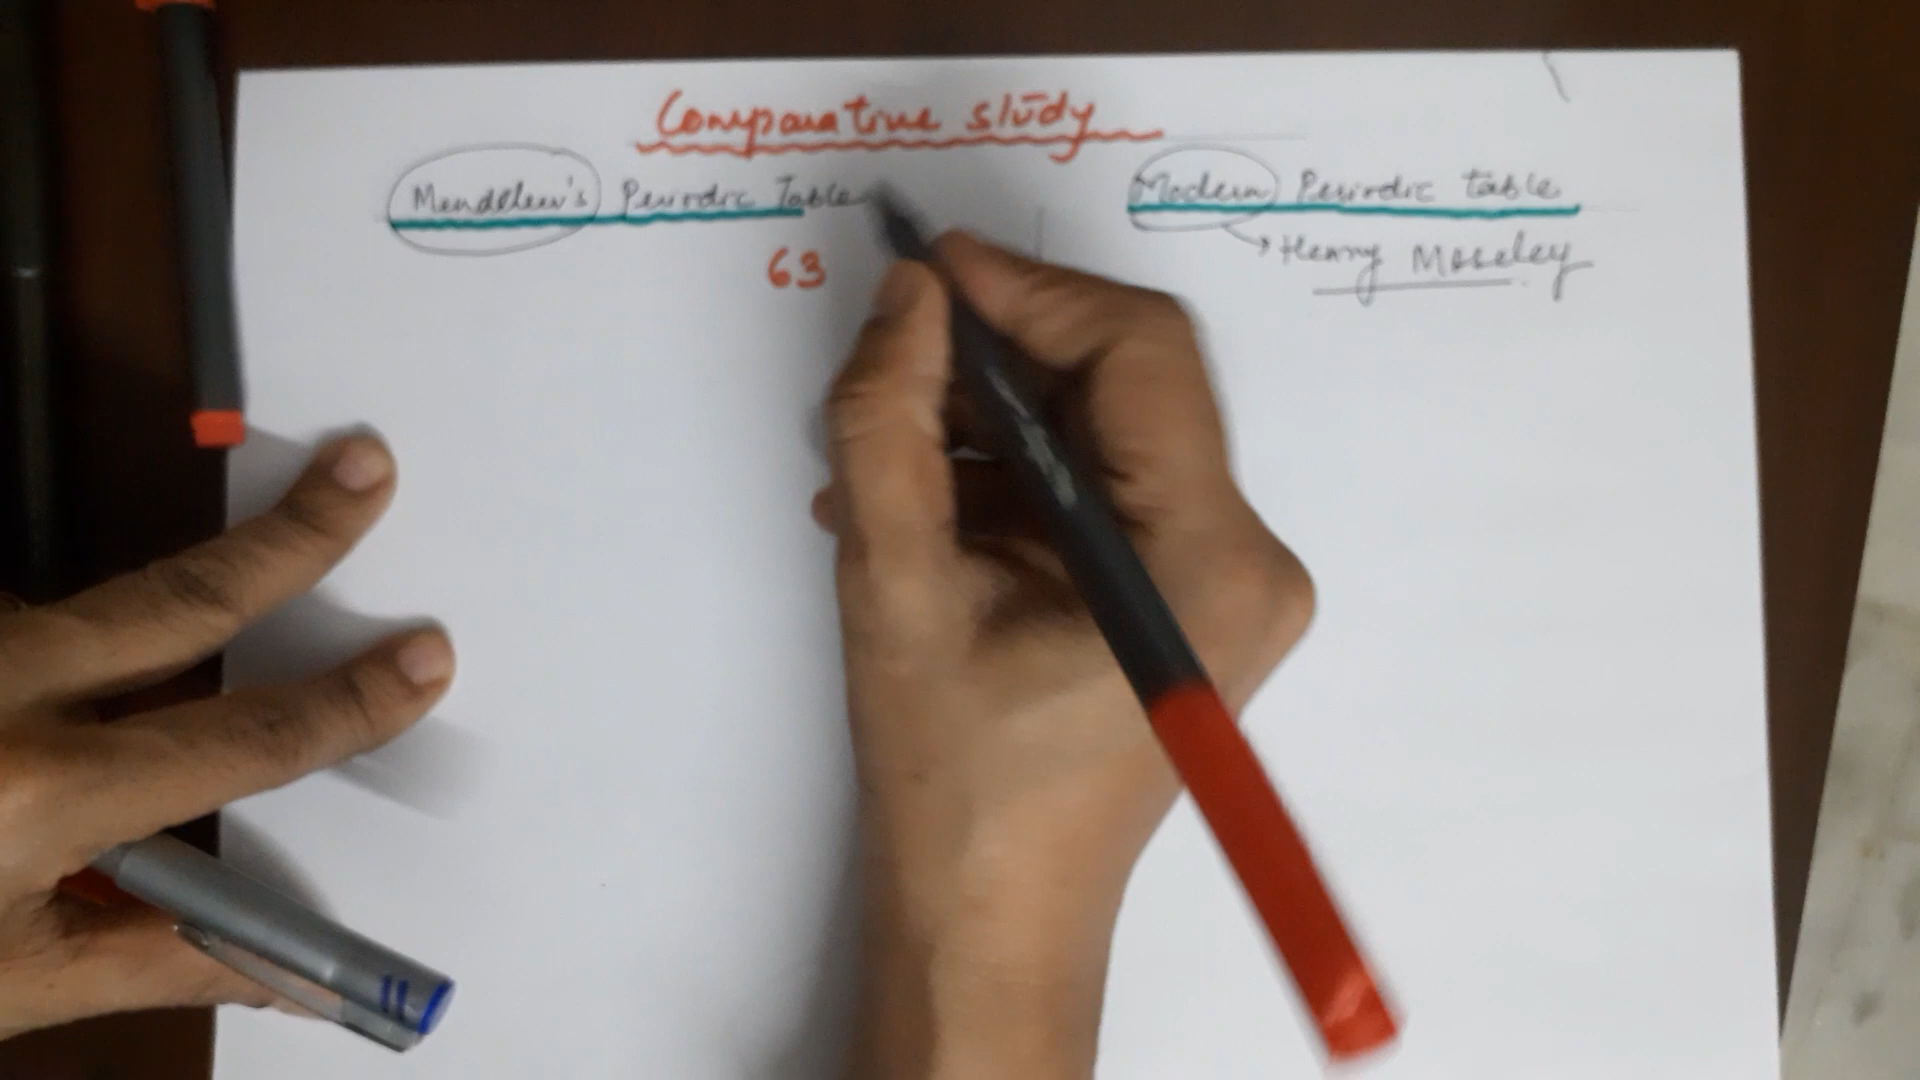 Comparative study
Mendeleev's Periodic Table
Modern Periodic table
63
Henry Moseley